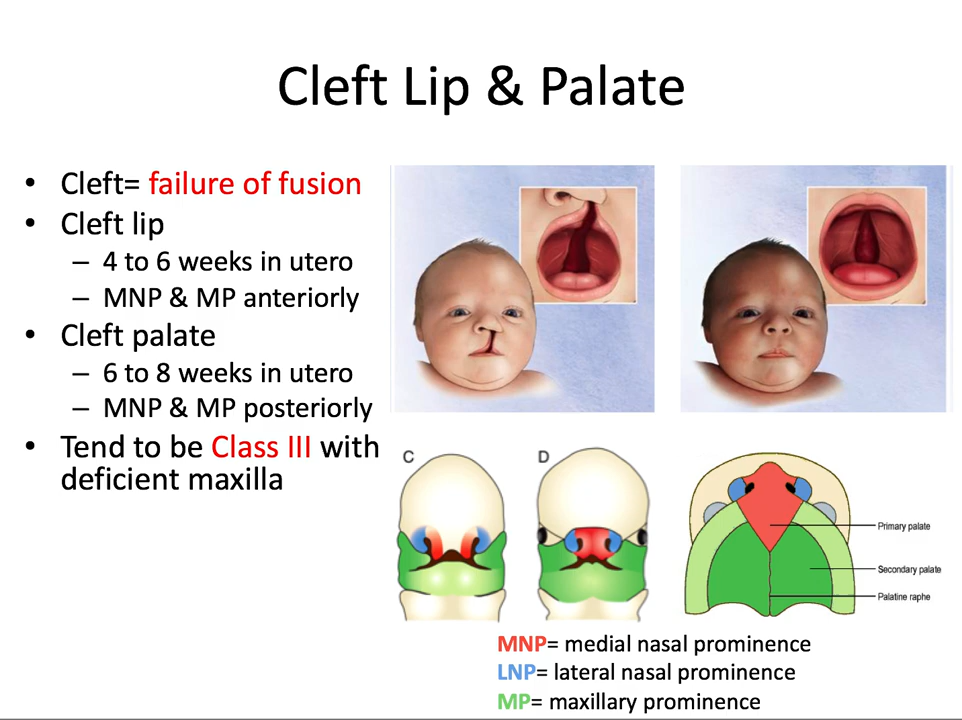 Cleft Lip & Palate
• Cleft= failure of fusion
• Cleft lip
– 4 to 6 weeks in utero
– MNP & MP anteriorly
• Cleft palate
– 6 to 8 weeks in utero
– MNP & MP posteriorly
• Tend to be Class III with
deficient maxilla
C
D
Primary palate
Secondary palate
Palatine raphe
MNP= medial nasal prominence
LNP= lateral nasal prominence
MP= maxillary prominence